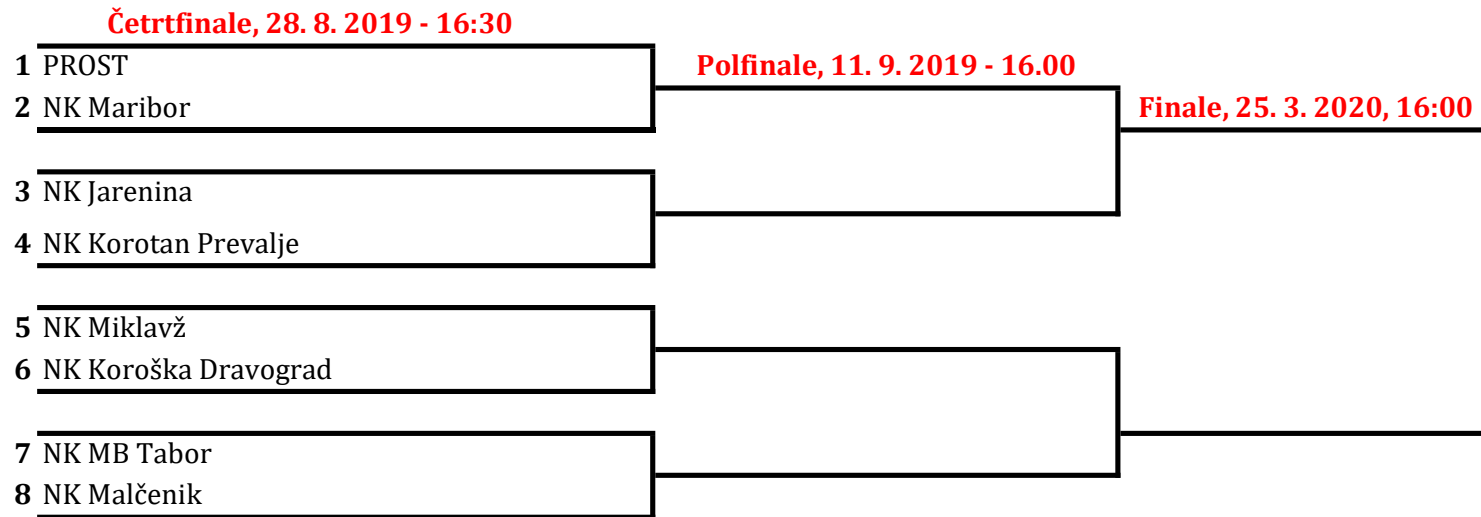 Četrtfinale, 28. 8. 2019 - 16:30
1 PROST
Polfinale, 11. 9. 2019 - 16.00
2 NK Maribor
Finale, 25. 3. 2020, 16:00
3 NK Jarenina
4 NK Korotan Prevalje
5 NK Miklavž
6 NK Koroška Dravograd
7 NK MB Tabor
8 NK Malčenik